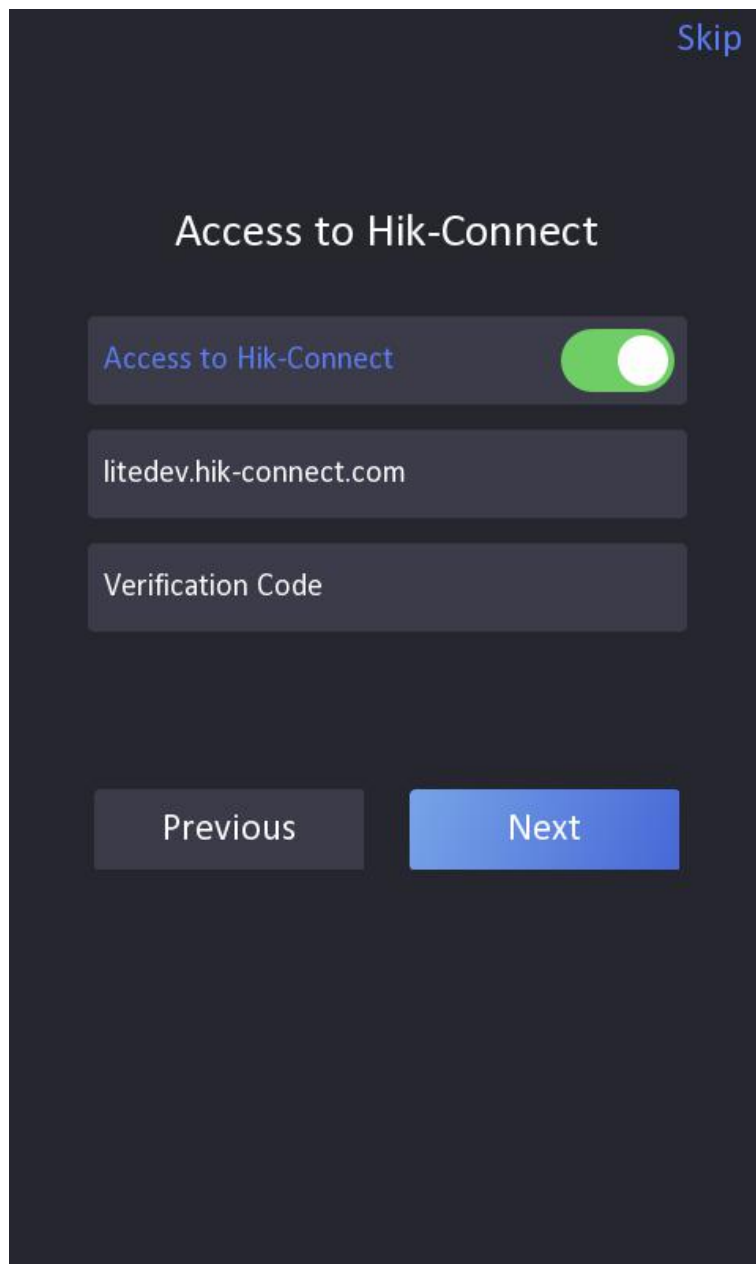 Skip
Access to Hik-Connect
Access to Hik-Connect
litedev.hik-connect.com
Verification Code
Previous
Next